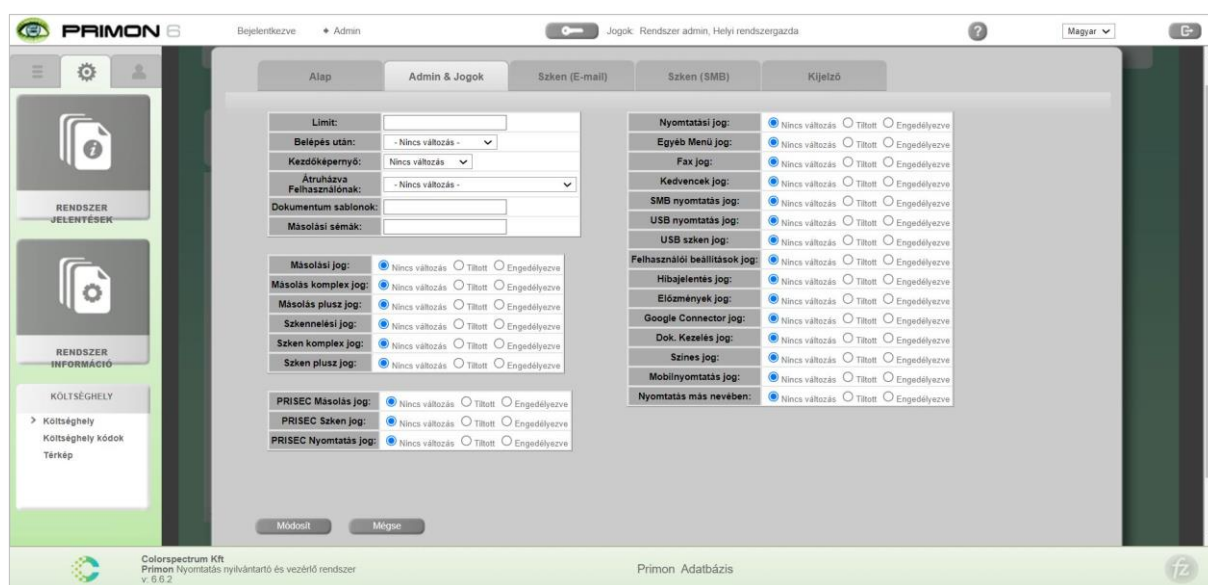 PRIMON 6
Bejelentkezve Admin
Jogok: Rendszer admin, Helyi rendszergazda
?
Magyar
Alap
Admin & Jogok
Szken (E-mail)
Szken (SMB)
Kijelző
RENDSZER
JELENTÉSEK
RENDSZER
INFORMÁCIÓ
KÖLTSÉGHELY
> Költséghely
Költséghely kódok
Térkép
Limit:
Belépés után: - Nincs változás -
Kezdőképernyő: Nincs változás
Átruházva
Felhasználónak: - Nincs változás -
Dokumentum sablonok:
Másolási sémák:
Másolási jog: Nincs változás Tiltott Engedélyezve
Másolás komplex jog: Nincs változás Tiltott Engedélyezve
Másolás plusz jog: Nincs változás Tiltott Engedélyezve
Szkennelési jog: Nincs változás Tiltott Engedélyezve
Szken komplex jog: Nincs változás Tiltott Engedélyezve
Szken plusz jog: Nincs változás Tiltott Engedélyezve
PRISEC Másolás jog: Nincs változás Tiltott Engedélyezve
PRISEC Szken jog: Nincs változás Tiltott Engedélyezve
PRISEC Nyomtatás jog: Nincs változás Tiltott Engedélyezve
Nyomtatási jog: Nincs változás Tiltott Engedélyezve
Egyéb Menü jog: Nincs változás Tiltott Engedélyezve
Fax jog: Nincs változás Tiltott Engedélyezve
Kedvencek jog: Nincs változás Tiltott Engedélyezve
SMB nyomtatás jog: Nincs változás Tiltott Engedélyezve
USB nyomtatás jog: Nincs változás Tiltott Engedélyezve
USB szken jog: Nincs változás Tiltott Engedélyezve
Felhasználói beállítások jog: Nincs változás Tiltott Engedélyezve
Hibajelentés jog: Nincs változás Tiltott Engedélyezve
Előzmények jog: Nincs változás Tiltott Engedélyezve
Google Connector jog: Nincs változás Tiltott Engedélyezve
Dok. Kezelés jog: Nincs változás Tiltott Engedélyezve
Színes jog: Nincs változás Tiltott Engedélyezve
Mobilnyomtatás jog: Nincs változás Tiltott Engedélyezve
Nyomtatás más nevében: Nincs változás Tiltott Engedélyezve
Módosít
Mégse
Colorspectrum Kft
Primon Nyomtatás nyilvántartó és vezérlő rendszer
v: 6.6.2
Primon Adatbázis
fz